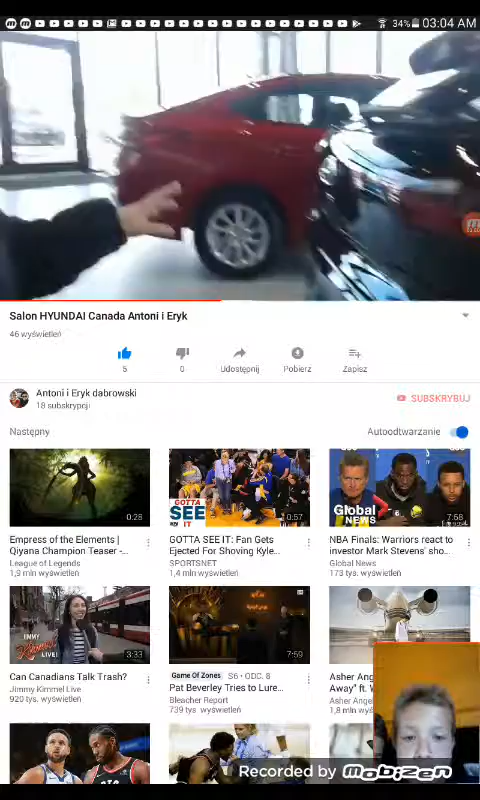 34% 03:04 AM
Salon HYUNDAI Canada Antoni i Eryk
46 wyświetleń
5
0
Udostępnij
Pobierz
Zapisz
Antoni i Eryk dabrowski
18 subskrypcji
SUBSKRYBUJ
Następny
Autoodtwarzanie
0:28
GOTTA
SEE
IT
0:57
Global
News
7:58
Empress of the Elements |
Qiyana Champion Teaser -...
League of Legends
1,9 mln wyświetleń
GOTTA SEE IT: Fan Gets
Ejected For Shoving Kyle...
SPORTSNET
1,4 mln wyświetleń
NBA Finals: Warriors react to
investor Mark Stevens' sho...
Global News
173 tys. wyświetleń
JIMMY
Kimmel
LIVE!
3:33
7:59
Can Canadians Talk Trash?
Jimmy Kimmel Live
920 tys. wyświetleń
Game Of Zones S6 • ODC. 8
Pat Beverley Tries to Lure...
Bleacher Report
739 tys. wyświetleń
Asher Ang
Away" ft. W
Asher Angel
1,8 mln wyś
Recorded by Mobizen